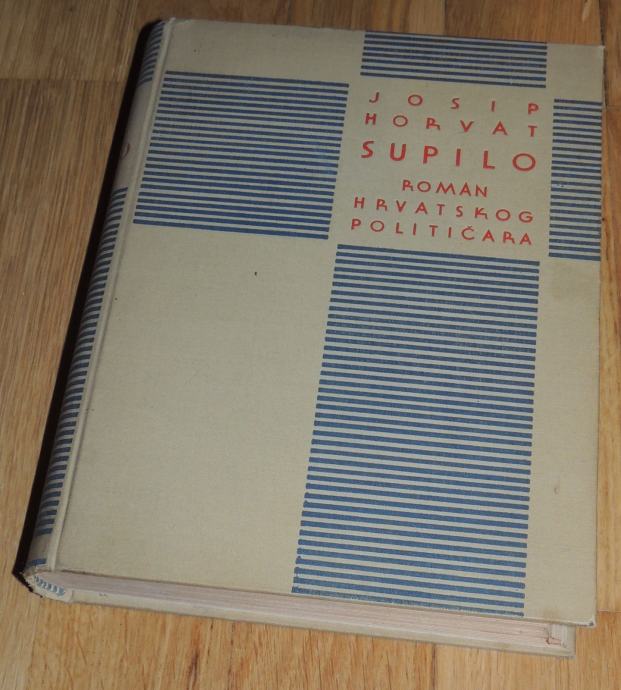 JOSIP
HORVAT
SUPILO
ROMAN
HRVATSKOG
POLITIČARA